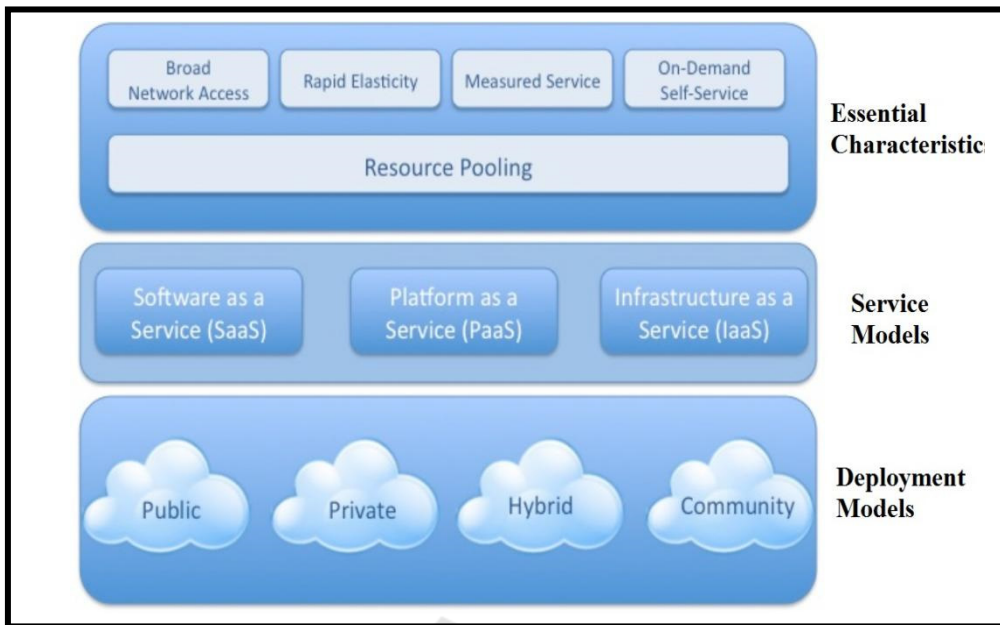 Broad
Network Access
Rapid Elasticity
Measured Service
On-Demand
Self-Service
Resource Pooling
Essential
Characteristics
Software as a
Service (SaaS)
Platform as a
Service (PaaS)
Infrastructure as a
Service (IaaS)
Service
Models
Public
Private
Hybrid
Community
Deployment
Models